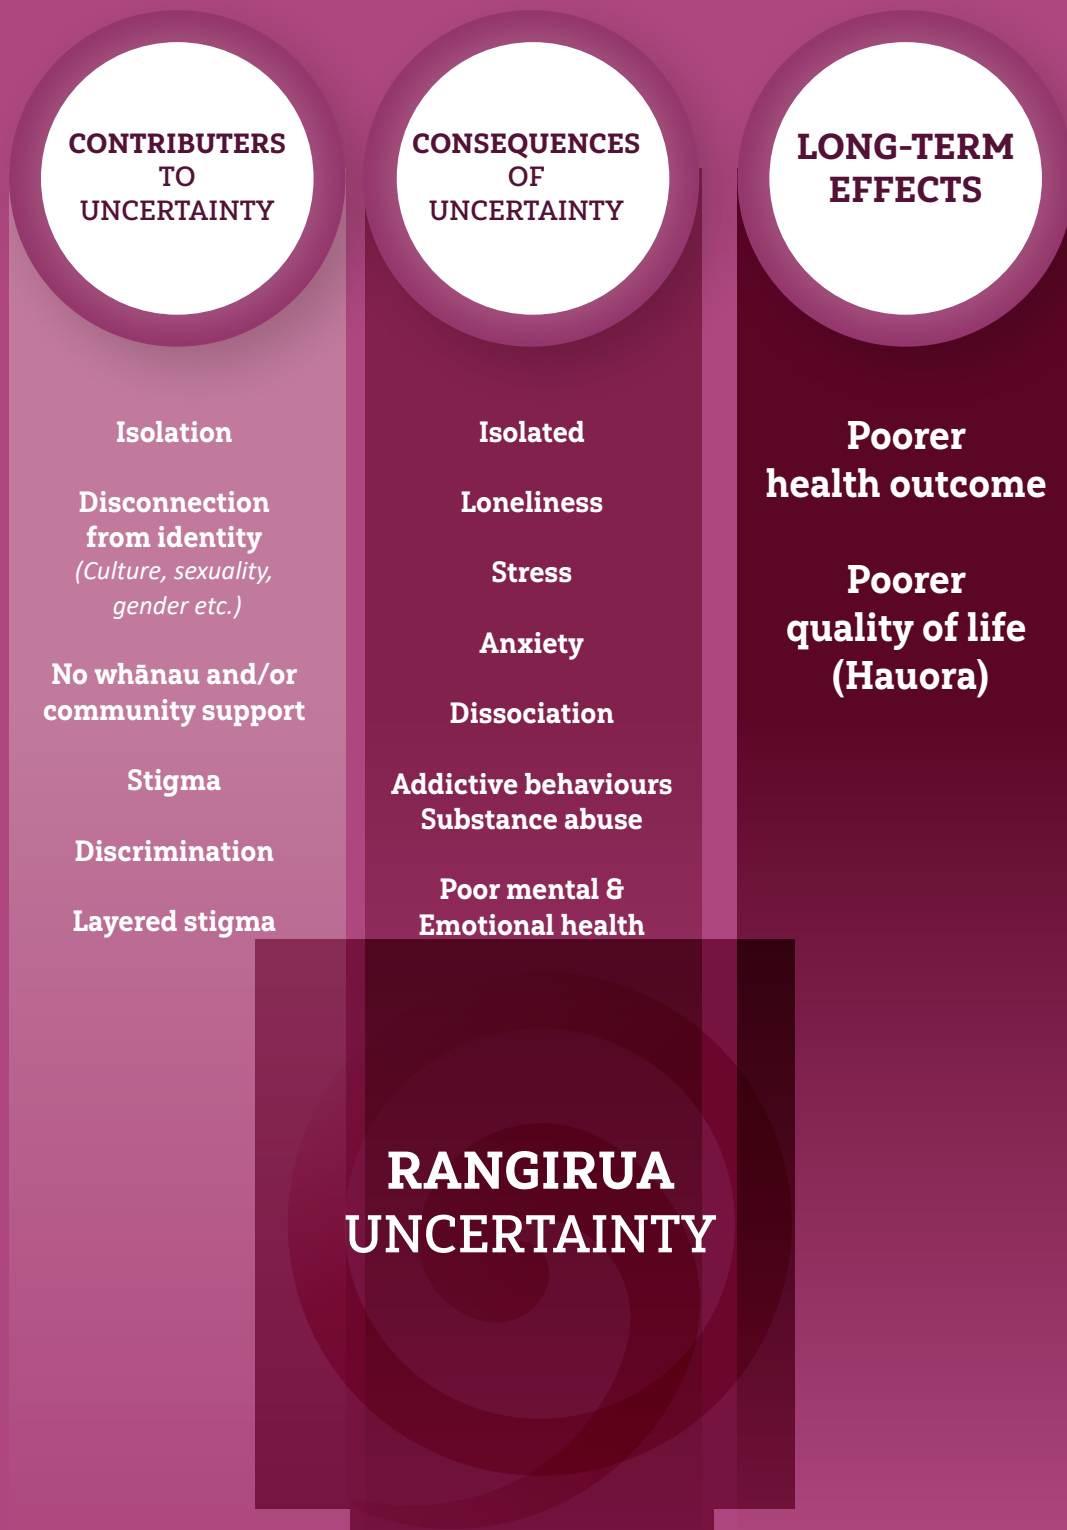 CONTRIBUTERS
TO
UNCERTAINTY
Isolation
Disconnection
from identity
(Culture, sexuality,
gender etc.)
No whānau and/or
community support
Stigma
Discrimination
Layered stigma
CONSEQUENCES
OF
UNCERTAINTY
Isolated
Loneliness
Stress
Anxiety
Dissociation
Addictive behaviours
Substance abuse
Poor mental &
Emotional health
LONG-TERM
EFFECTS
Poorer
health outcome
Poorer
quality of life
(Hauora)
RANGIRUA
UNCERTAINTY